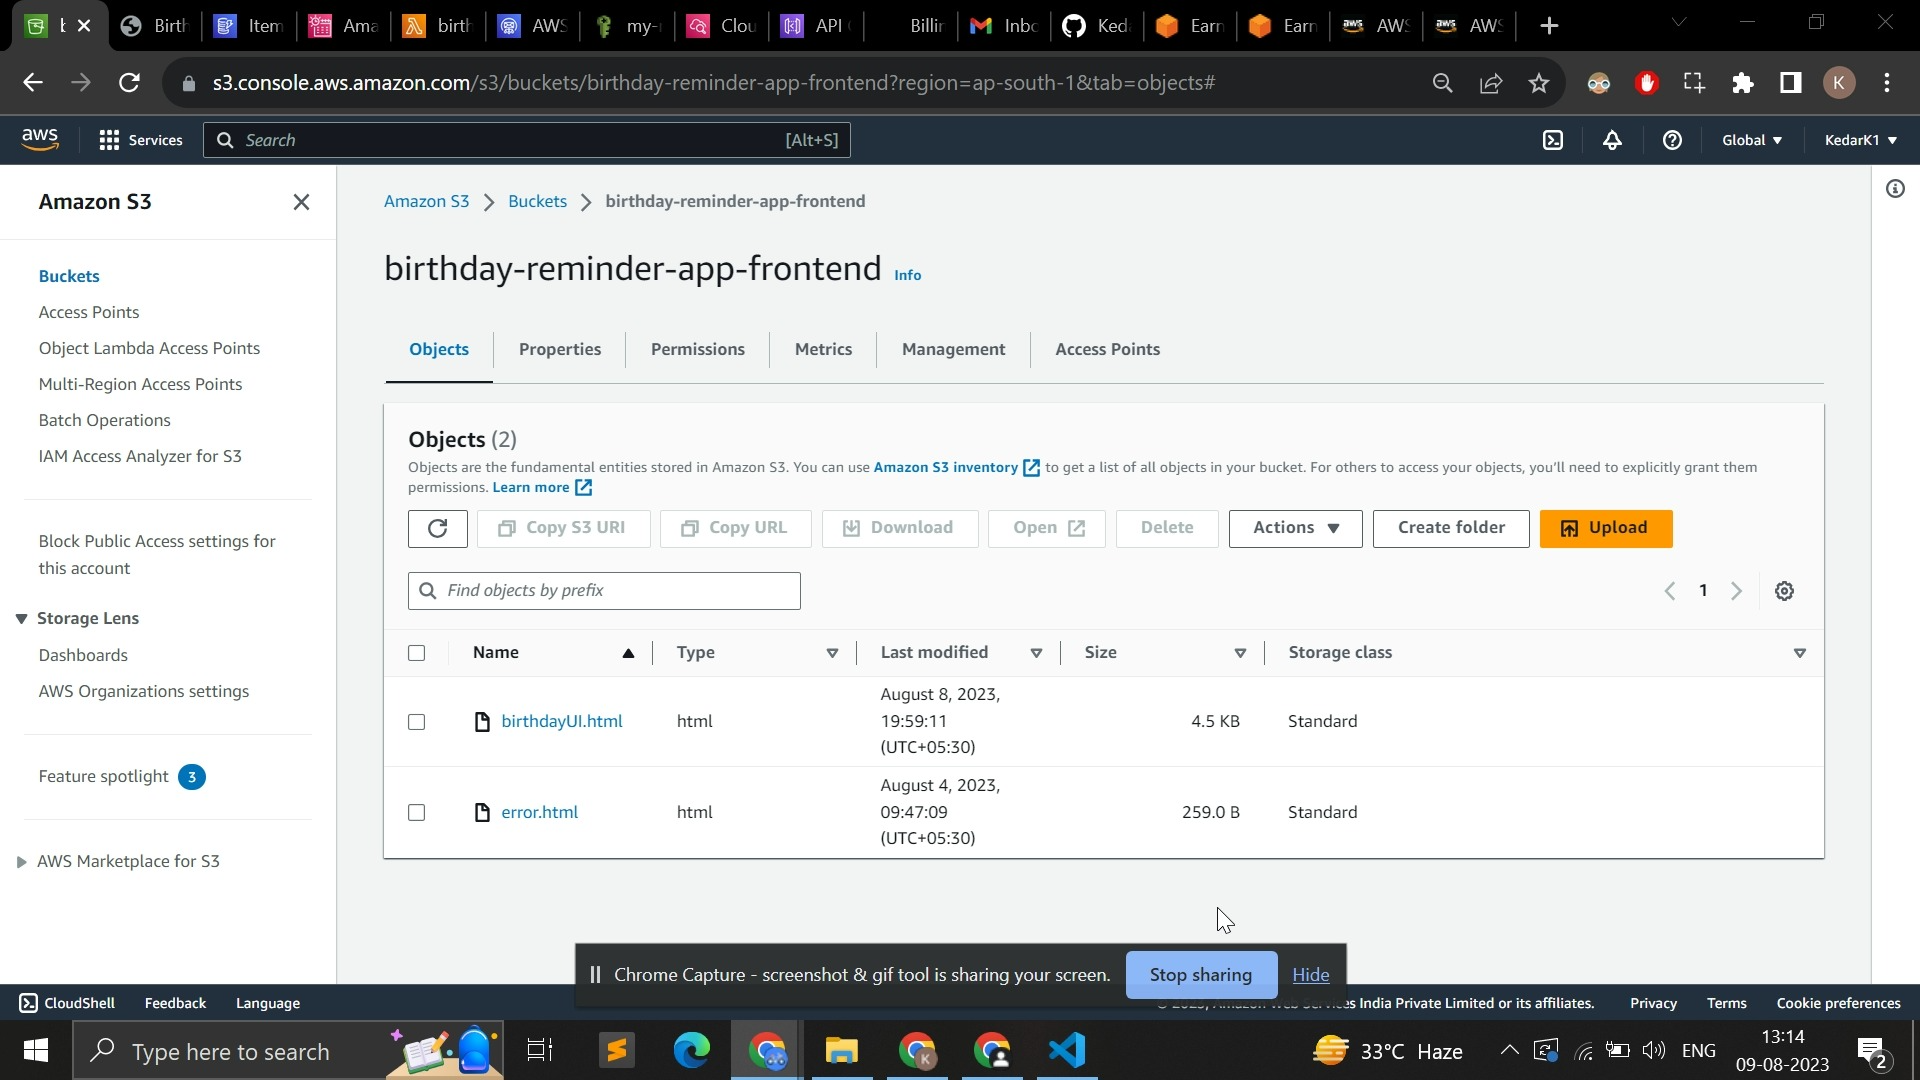 Birth
Item
Ama
birth
AWS
my-
Clou
API
Billin
Inbo
Keda
Earn
Earn
AWS
AWS
s3.console.aws.amazon.com/s3/buckets/birthday-reminder-app-frontend?region=ap-south-1&tab=objects#
K
aws
Services
Search
[Alt+S]
Global
KedarK1
Amazon S3
Buckets
Access Points
Object Lambda Access Points
Multi-Region Access Points
Batch Operations
IAM Access Analyzer for S3
Block Public Access settings for
this account
Storage Lens
Dashboards
AWS Organizations settings
Feature spotlight 3
AWS Marketplace for S3
Amazon S3 > Buckets > birthday-reminder-app-frontend
birthday-reminder-app-frontend Info
Objects
Properties
Permissions
Metrics
Management
Access Points
Objects (2)
Objects are the fundamental entities stored in Amazon S3. You can use Amazon S3 inventory to get a list of all objects in your bucket. For others to access your objects, you'll need to explicitly grant them
permissions. Learn more
Copy S3 URI
Copy URL
Download
Open
Delete
Actions
Create folder
Upload
Find objects by prefix
1
Name
Type
Last modified
Size
Storage class
birthdayUI.html
html
August 8, 2023,
19:59:11
(UTC+05:30)
4.5 KB
Standard
error.html
html
August 4, 2023,
09:47:09
(UTC+05:30)
259.0 B
Standard
Chrome Capture - screenshot & gif tool is sharing your screen.
Stop sharing
Hide
CloudShell
Feedback
Language
© 2023, Amazon Web Services India Private Limited or its affiliates.
Privacy
Terms
Cookie preferences
Type here to search
33°C Haze
ENG
13:14
09-08-2023
2